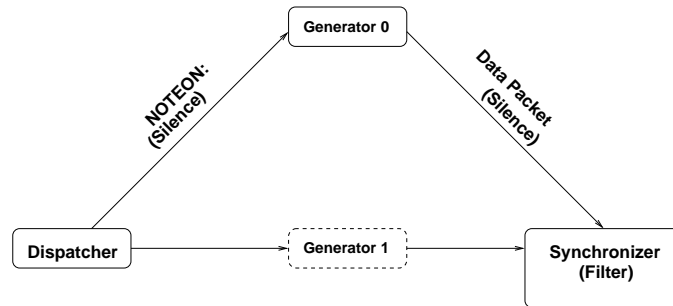 Generator 0
NOTEON:
(Silence)
Data Packet
(Silence)
Dispatcher
Generator 1
Synchronizer
(Filter)